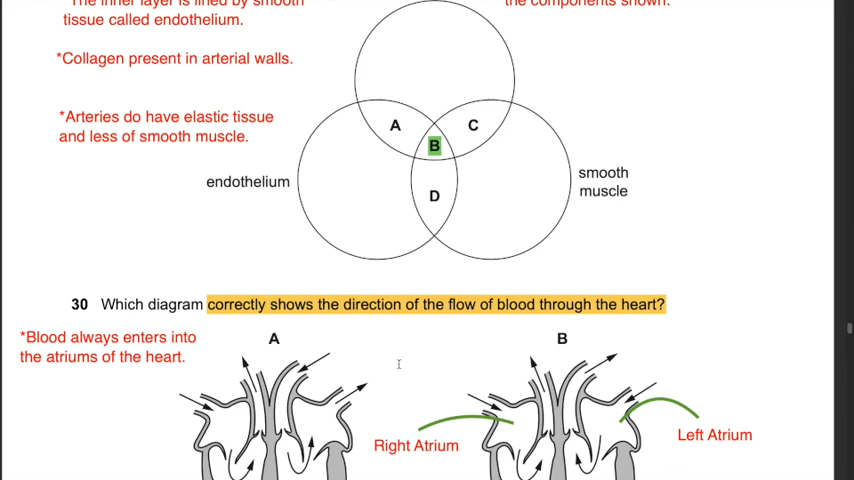 *The inner layer is lined by smooth
tissue called endothelium.
the components shown.
*Collagen present in arterial walls.
*Arteries do have elastic tissue
and less of smooth muscle.
A
C
B
D
endothelium
smooth
muscle
30 Which diagram correctly shows the direction of the flow of blood through the heart?
*Blood always enters into
the atriums of the heart.
A
B
Right Atrium
Left Atrium